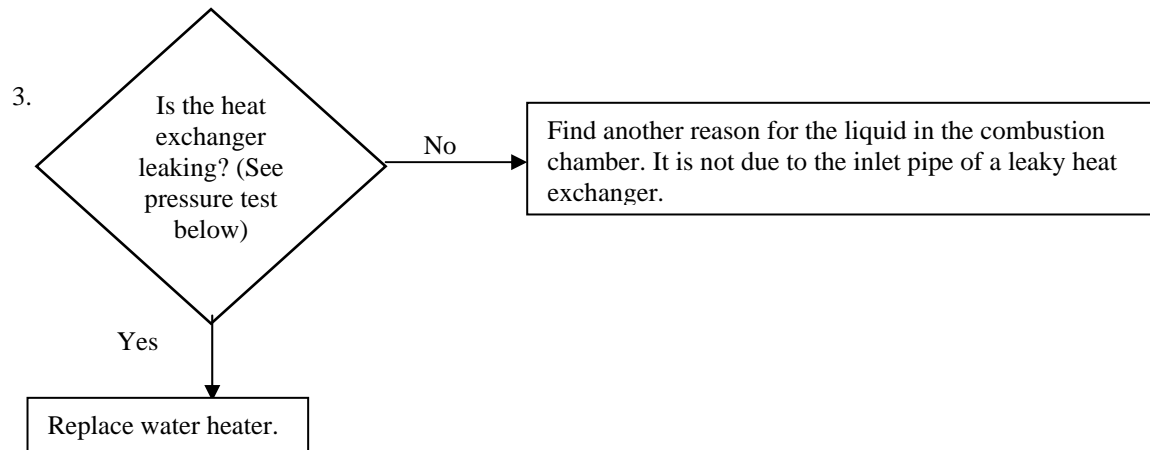 3.
Is the heat
exchanger
leaking? (See
pressure test
below)
No
Find another reason for the liquid in the combustion
chamber. It is not due to the inlet pipe of a leaky heat
exchanger.
Yes
Replace water heater.